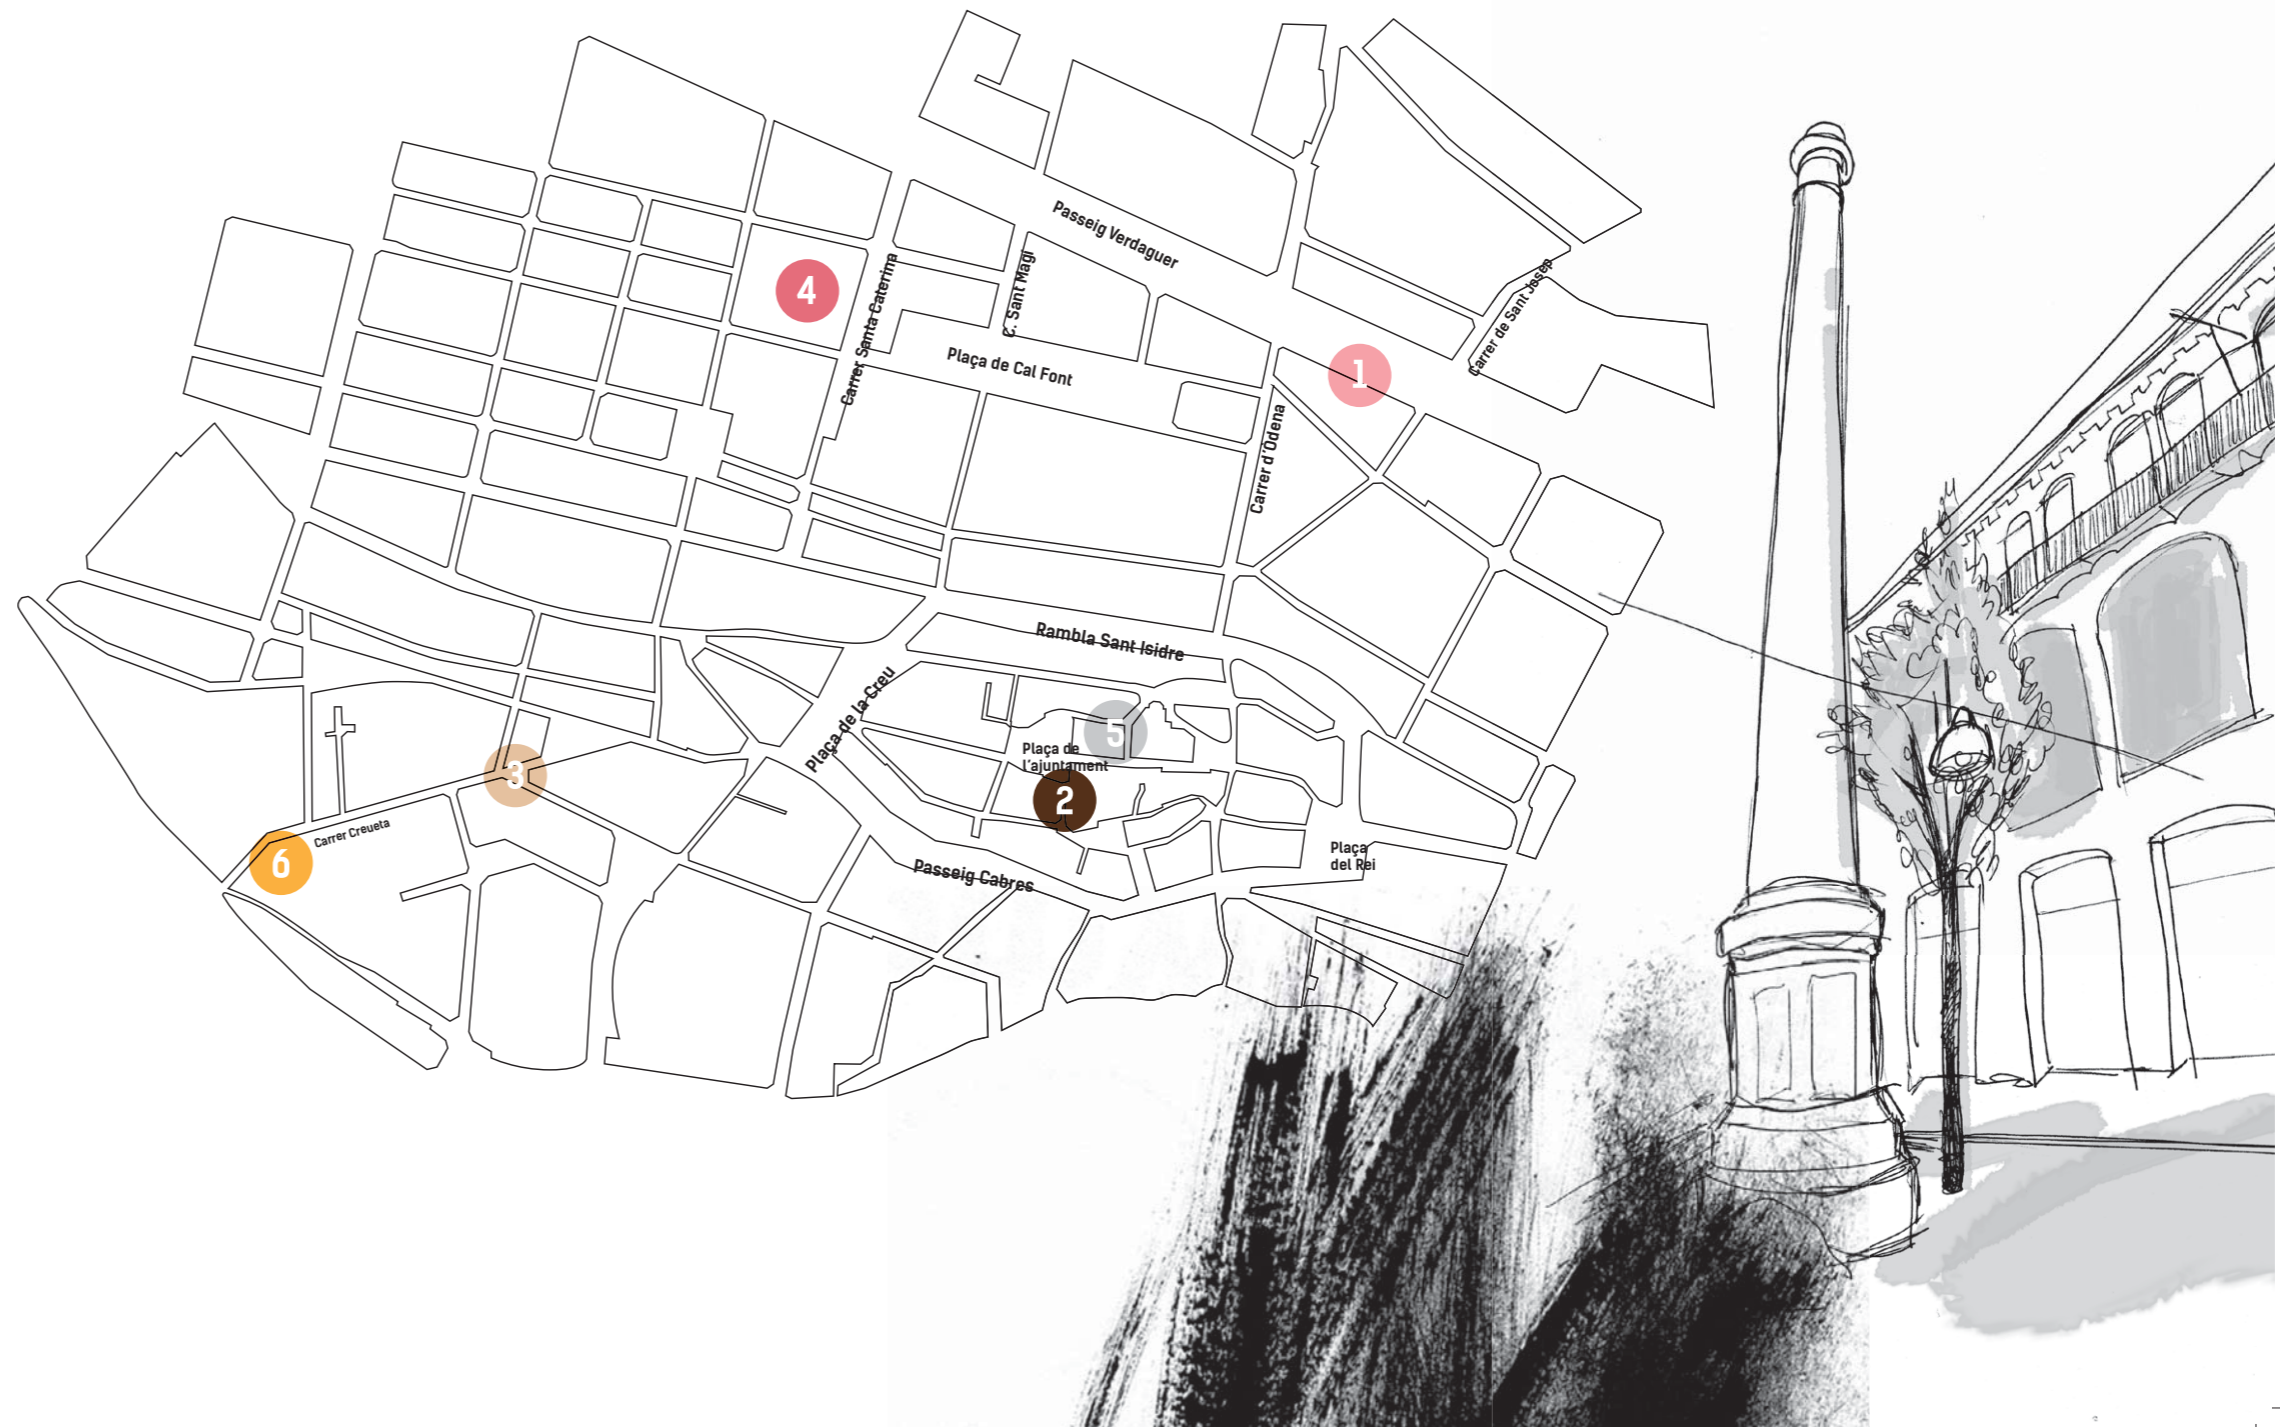 Passeig Verdaguer
C. Sant Magí
Carrer Santa Caterina
4
Carrer de Sant Josep
Plaça de Cal Font
1
Carrer d'Òdena
Rambla Sant Isidre
Plaça de la Creu
5
Plaça de
l'ajuntament
3
2
Carrer Creueta
6
Plaça
del Rei
Passeig Cabres